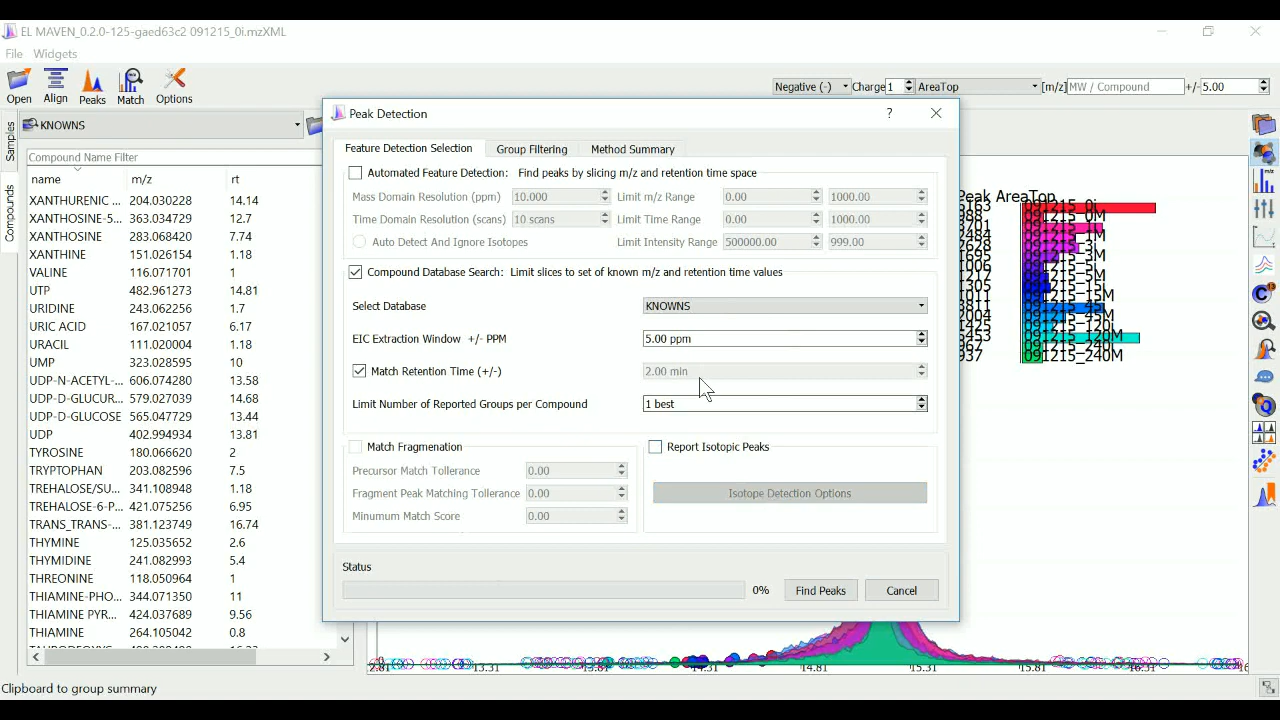 EL MAVEN_0.2.0-125-gaed63c2 091215_0i.mzXML
File Widgets
Open Align Peaks Match Options
Negative (-) Charge 1 AreaTop [m/z] MW / Compound +/- 5.00
Samples
Compounds
KNOWNS
Compound Name Filter
name m/z rt
XANTHURENIC ... 204.030228 14.14
XANTHOSINE-5... 363.034729 12.7
XANTHOSINE 283.068420 7.74
XANTHINE 151.026154 1.18
VALINE 116.071701 1
UTP 482.961273 14.81
URIDINE 243.062256 1.7
URIC ACID 167.021057 6.17
URACIL 111.020004 1.18
UMP 323.028595 10
UDP-N-ACETYL-... 606.074280 13.58
UDP-D-GLUCUR... 579.027039 14.68
UDP-D-GLUCOSE 565.047729 13.44
UDP 402.994934 13.81
TYROSINE 180.066620 2
TRYPTOPHAN 203.082596 7.5
TREHALOSE/SU... 341.108948 1.18
TREHALOSE-6-P... 421.075256 6.95
TRANS_TRANS-... 381.123749 16.74
THYMINE 125.035652 2.6
THYMIDINE 241.082993 5.4
THREONINE 118.050964 1
THIAMINE-PHO... 344.071350 11
THIAMINE PYR... 424.037689 9.56
THIAMINE 264.105042 0.8
Peak Detection
Feature Detection Selection Group Filtering Method Summary
Automated Feature Detection: Find peaks by slicing m/z and retention time space
Mass Domain Resolution (ppm) 10.000 Limit m/z Range 0.00 1000.00
Time Domain Resolution (scans) 10 scans Limit Time Range 0.00 1000.00
Auto Detect And Ignore Isotopes Limit Intensity Range 500000.00 999.00
Compound Database Search: Limit slices to set of known m/z and retention time values
Select Database KNOWNS
EIC Extraction Window +/- PPM 5.00 ppm
Match Retention Time (+/-) 2.00 min
Limit Number of Reported Groups per Compound 1 best
Match Fragmenation
Precursor Match Tollerance 0.00
Fragment Peak Matching Tollerance 0.00
Minumum Match Score 0.00
Report Isotopic Peaks
Isotope Detection Options
Status
0% Find Peaks Cancel
Peak AreaTop
091215_0i
091215_0M
091215_1i
091215_1M
091215_3i
091215_3M
091215_5i
091215_5M
091215_15i
091215_15M
091215_45i
091215_45M
091215_120i
091215_120M
091215_240i
091215_240M
13.31 14.31 14.81 15.31 15.81 16.31
Clipboard to group summary